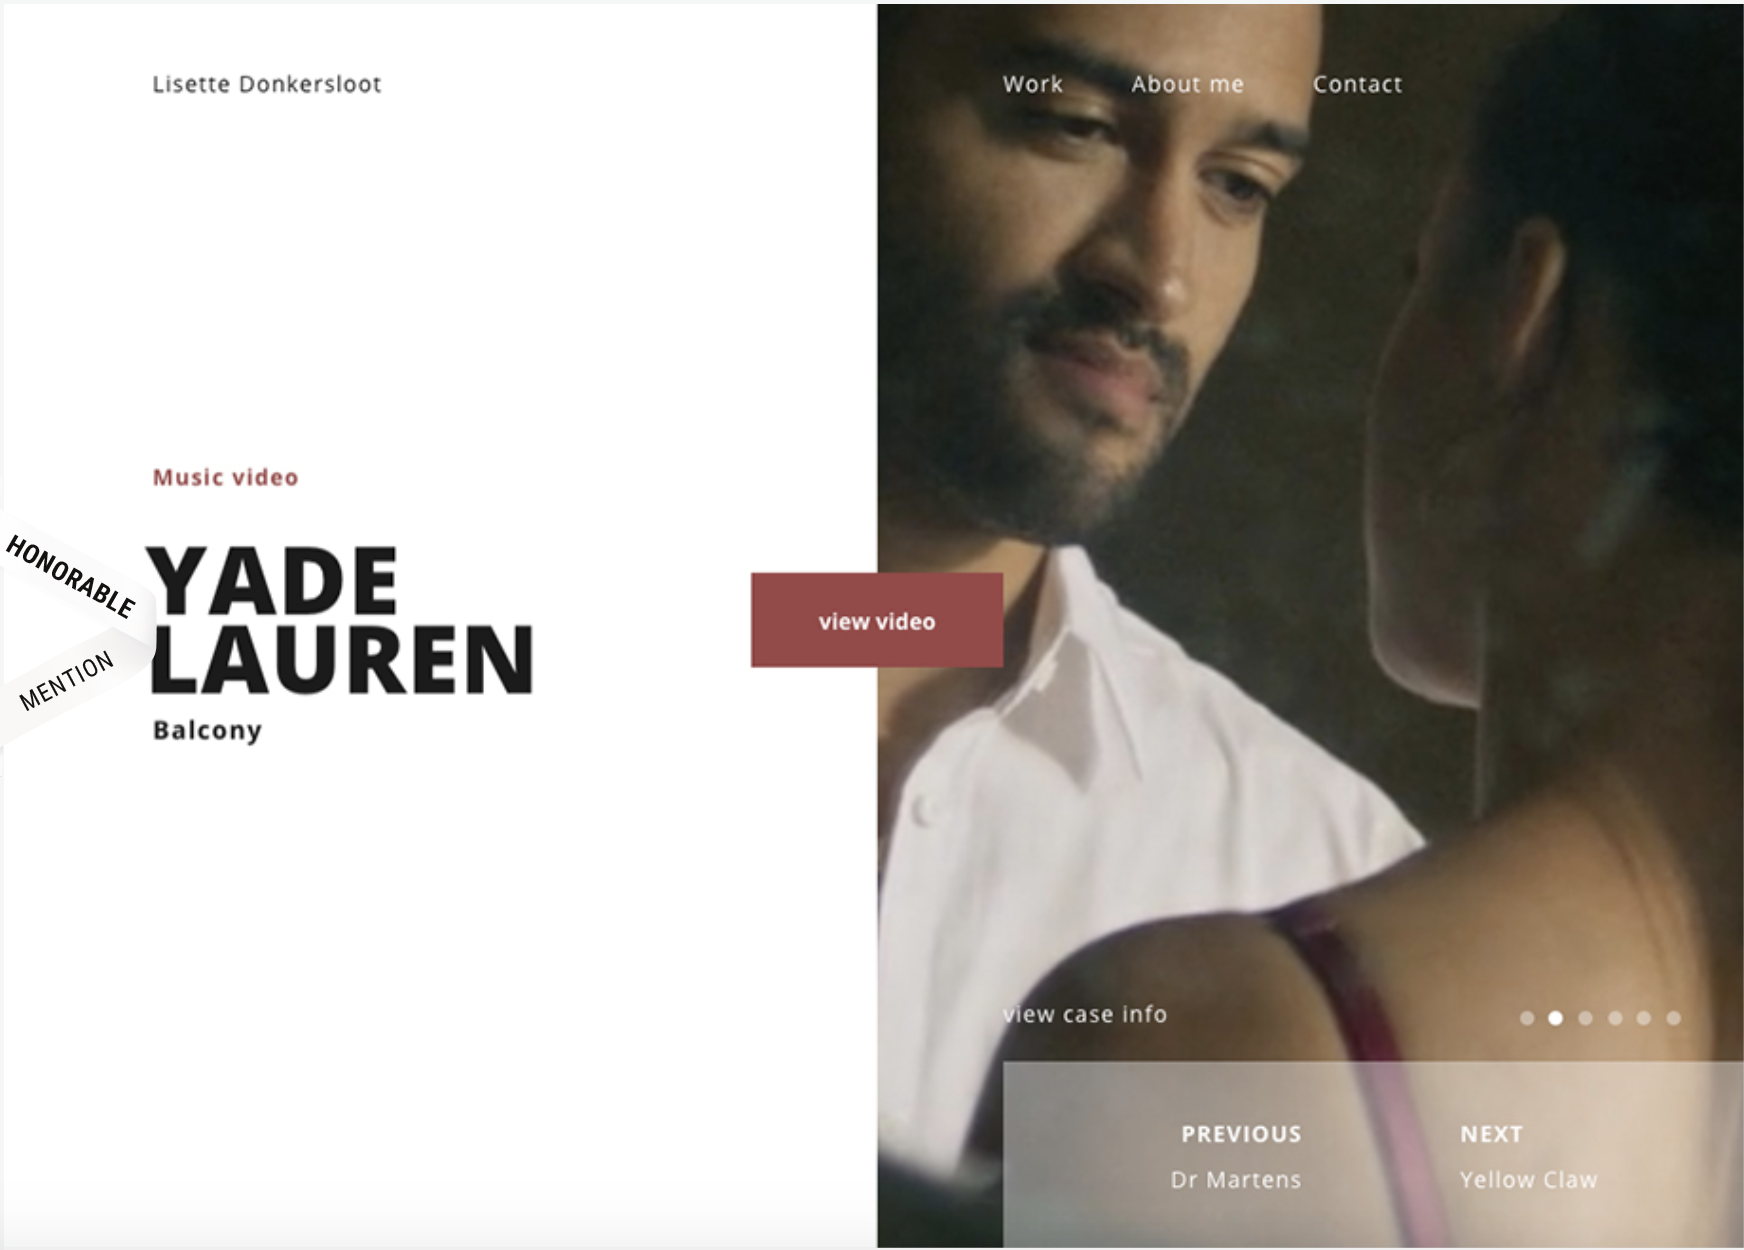 Lisette Donkersloot
Work
About me
Contact
Music video
HONORABLE
MENTION
YADE
LAUREN
Balcony
view video
view case info
PREVIOUS
Dr Martens
NEXT
Yellow Claw